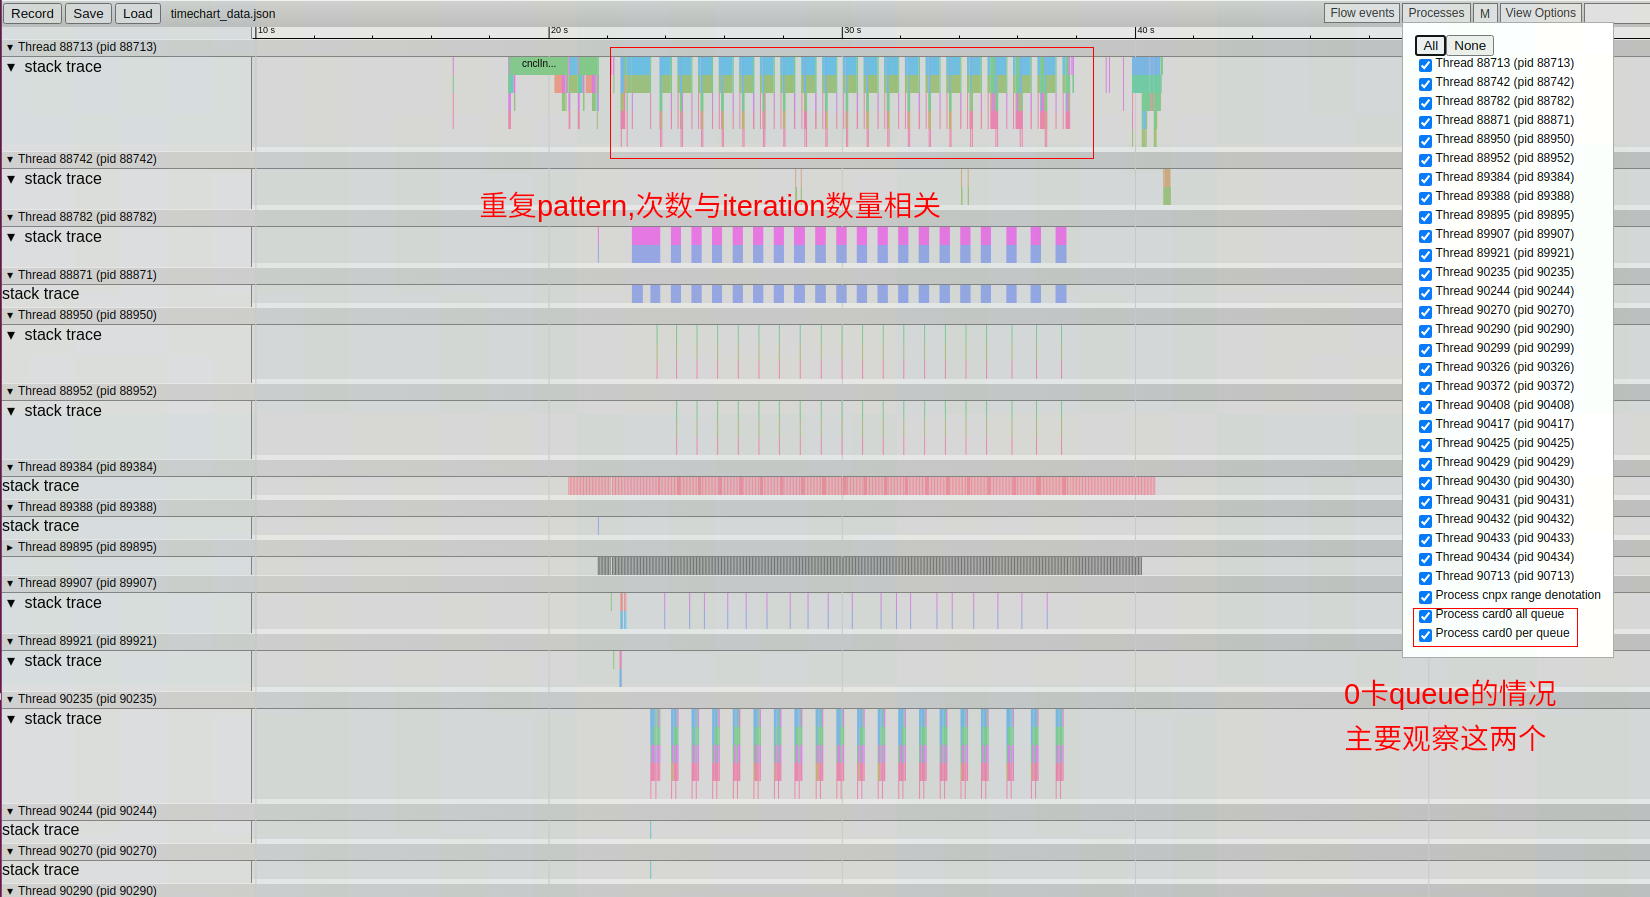 Record Save Load timechart_data.json Flow events Processes M View Options
10 s 20 s 30 s 40 s
All None
▾ Thread 88713 (pid 88713)
▾ stack trace
cnclIn...
▾ Thread 88742 (pid 88742)
▾ stack trace
重复pattern,次数与iteration数量相关
▾ Thread 88782 (pid 88782)
▾ stack trace
▾ Thread 88871 (pid 88871)
stack trace
▾ Thread 88950 (pid 88950)
▾ stack trace
▾ Thread 88952 (pid 88952)
▾ stack trace
▾ Thread 89384 (pid 89384)
stack trace
▾ Thread 89388 (pid 89388)
stack trace
▸ Thread 89895 (pid 89895)
▾ Thread 89907 (pid 89907)
▾ stack trace
▾ Thread 89921 (pid 89921)
▾ stack trace
▾ Thread 90235 (pid 90235)
▾ stack trace
▾ Thread 90244 (pid 90244)
stack trace
▾ Thread 90270 (pid 90270)
stack trace
▾ Thread 90290 (pid 90290)
Thread 88713 (pid 88713)
Thread 88742 (pid 88742)
Thread 88782 (pid 88782)
Thread 88871 (pid 88871)
Thread 88950 (pid 88950)
Thread 88952 (pid 88952)
Thread 89384 (pid 89384)
Thread 89388 (pid 89388)
Thread 89895 (pid 89895)
Thread 89907 (pid 89907)
Thread 89921 (pid 89921)
Thread 90235 (pid 90235)
Thread 90244 (pid 90244)
Thread 90270 (pid 90270)
Thread 90290 (pid 90290)
Thread 90299 (pid 90299)
Thread 90326 (pid 90326)
Thread 90372 (pid 90372)
Thread 90408 (pid 90408)
Thread 90417 (pid 90417)
Thread 90425 (pid 90425)
Thread 90429 (pid 90429)
Thread 90430 (pid 90430)
Thread 90431 (pid 90431)
Thread 90432 (pid 90432)
Thread 90433 (pid 90433)
Thread 90434 (pid 90434)
Thread 90713 (pid 90713)
Process cnpx range denotation
Process card0 all queue
Process card0 per queue
0卡queue的情况
主要观察这两个